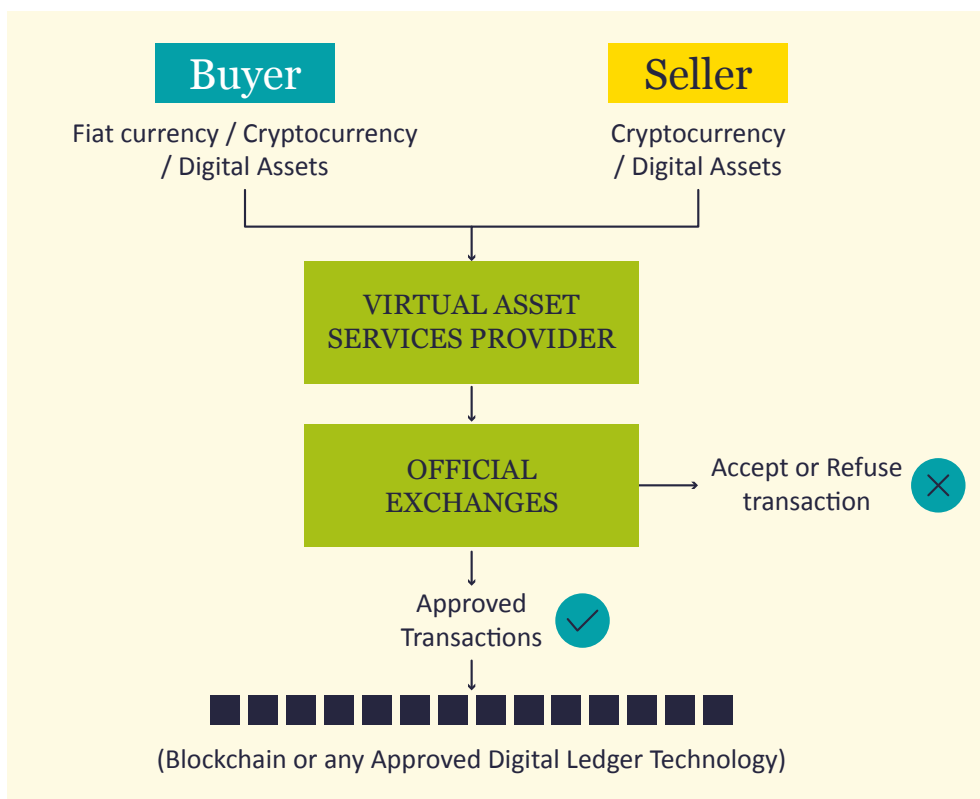 Buyer
Seller
Fiat currency / Cryptocurrency
/ Digital Assets
Cryptocurrency
/ Digital Assets
VIRTUAL ASSET
SERVICES PROVIDER
OFFICIAL
EXCHANGES
Accept or Refuse
transaction
Approved
Transactions
(Blockchain or any Approved Digital Ledger Technology)